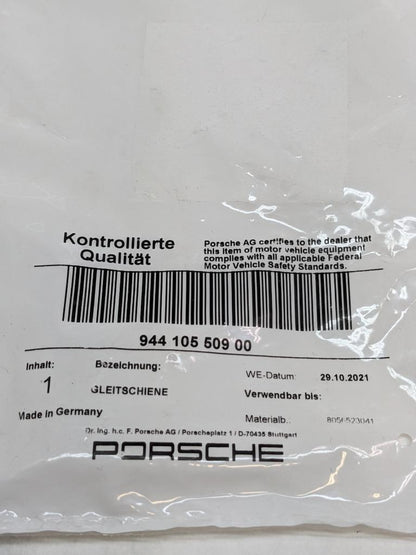 Kontrollierte
Qualität
Porsche AG certifies to the dealer that
this item of motor vehicle equipment
complies with all applicable Federal
Motor Vehicle Safety Standards.
944 105 509 00
Inhalt:
Bezeichnung:
WE-Datum:
29.10.2021
1
GLEITSCHIENE
Verwendbar bis:
Made in Germany
Materialb..
Dr. Ing. h.c. F. Porsche AG / Porscheplatz 1 / D-70435 Stuttgart
PORSCHE